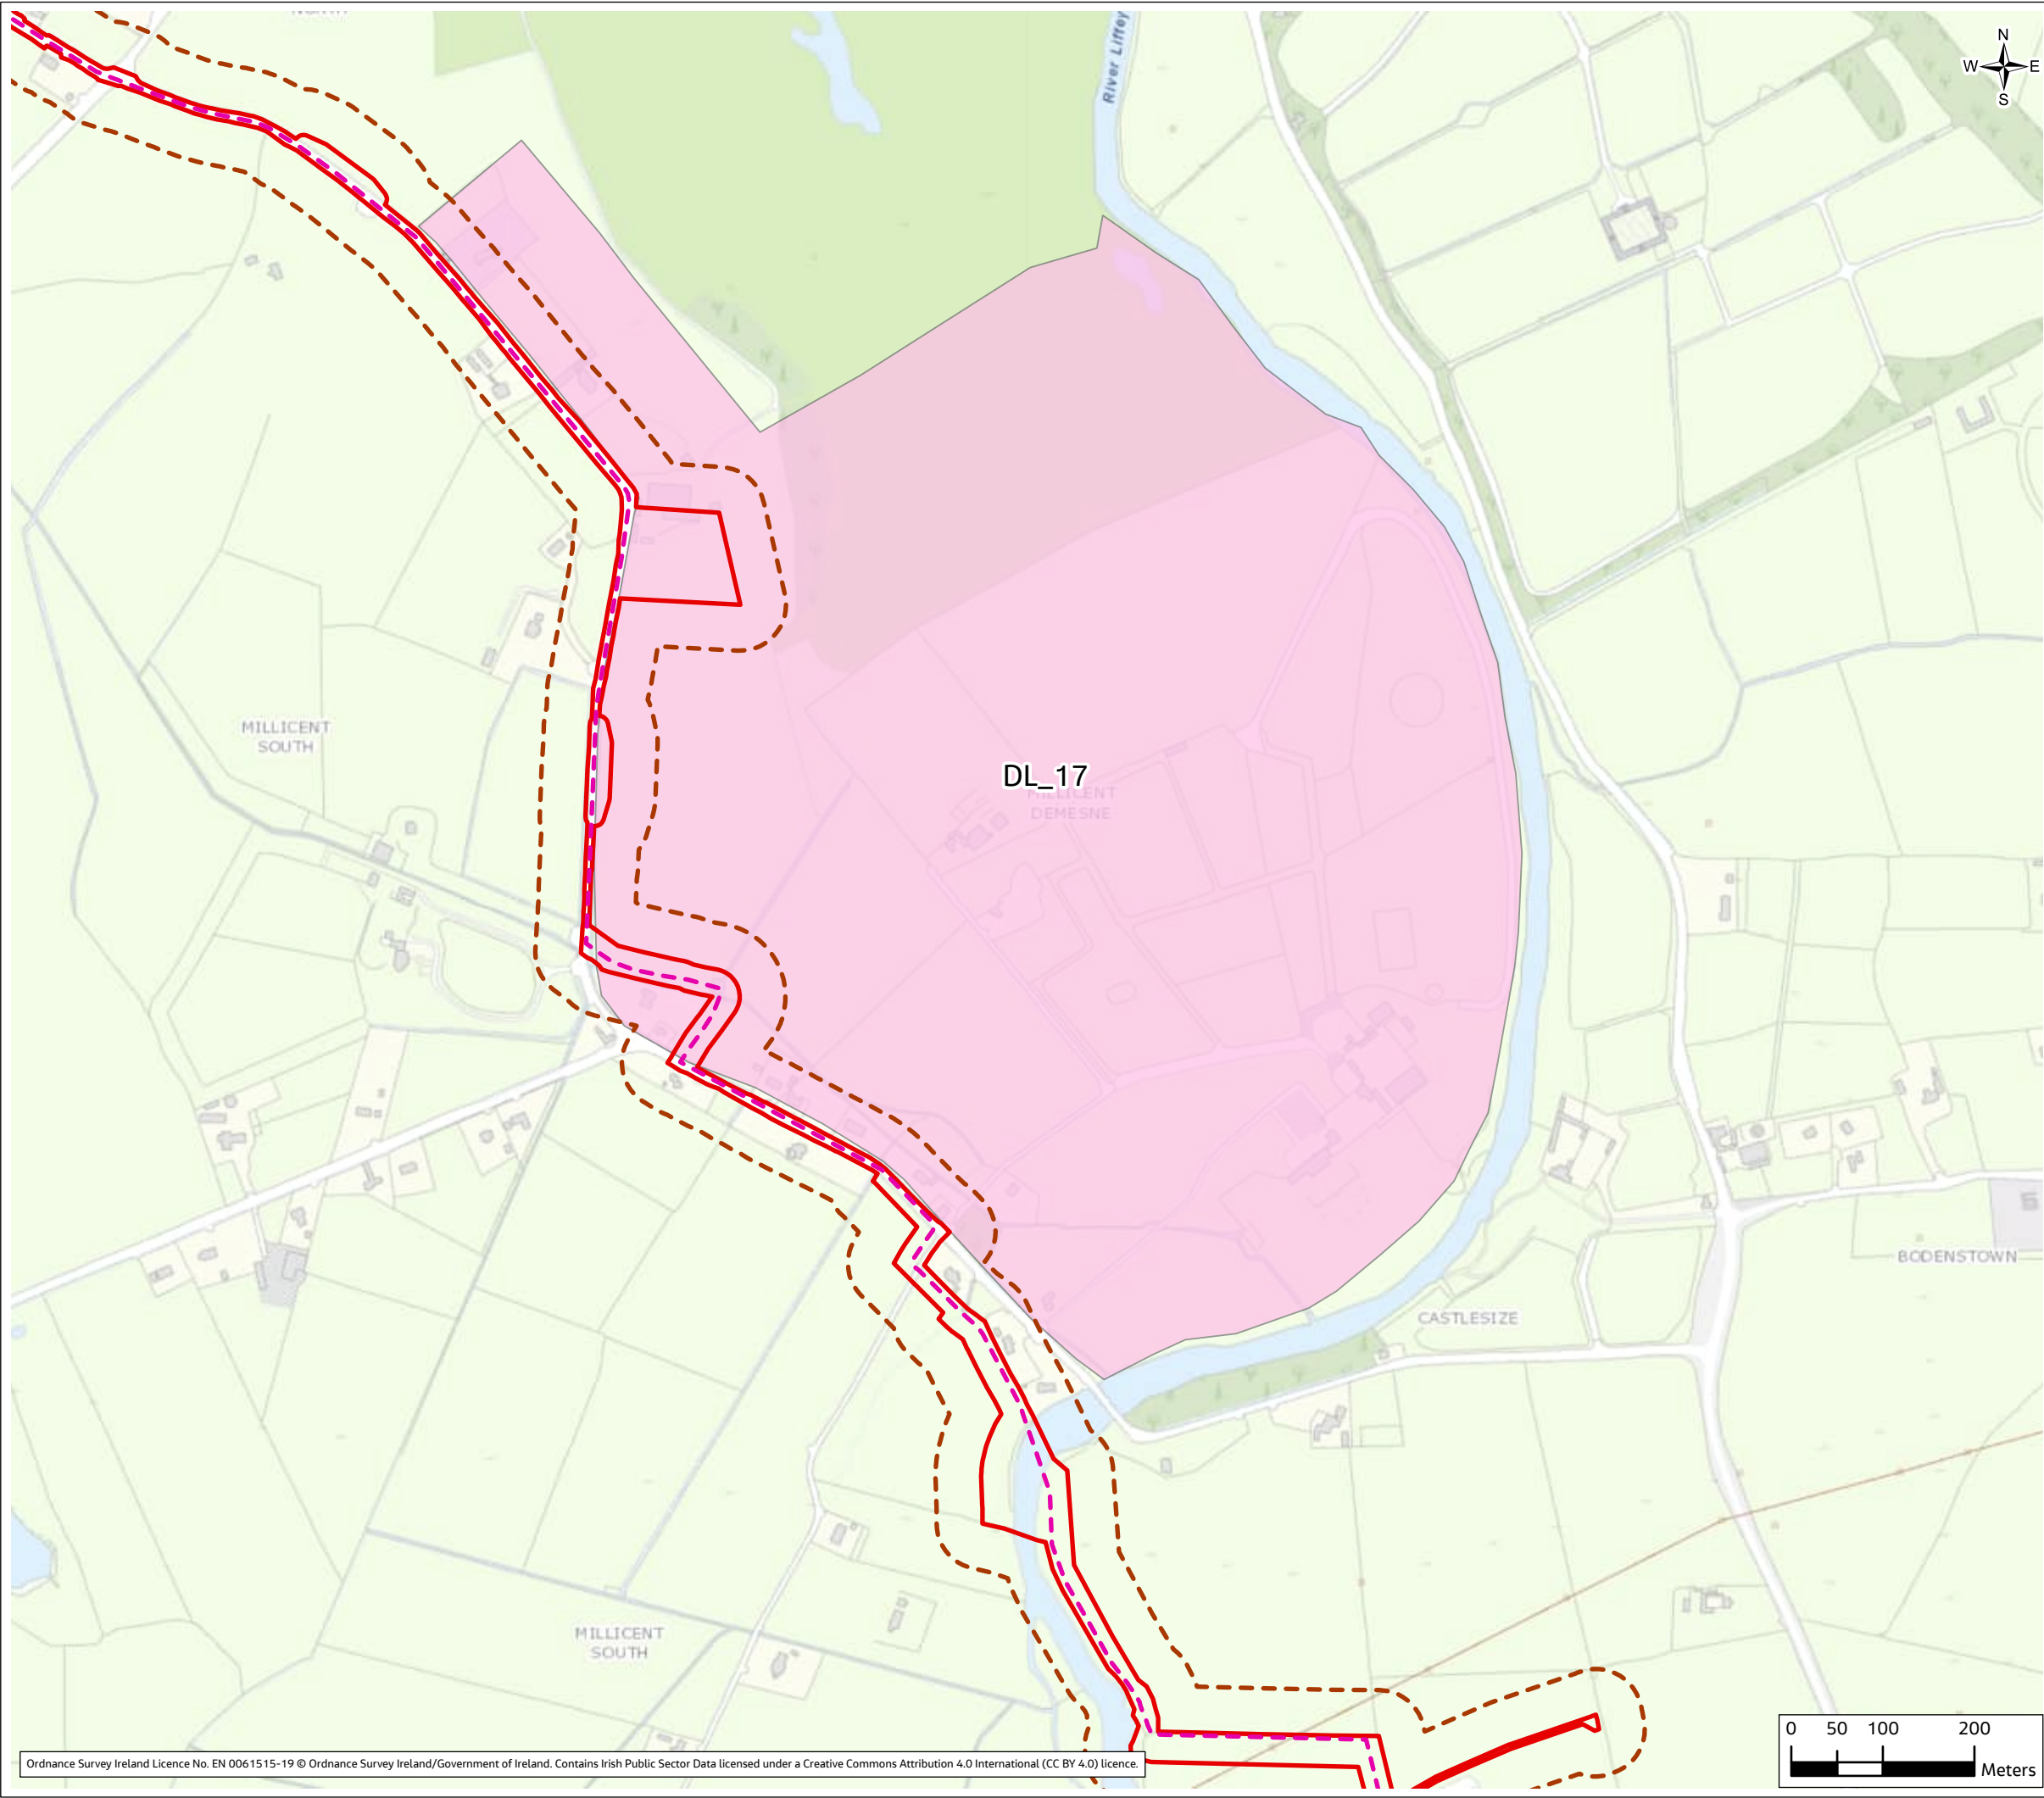 River Liffey
N
W E
S
MILLICENT
SOUTH
DL_17
MILLICENT
DEMESNE
BODENSTOWN
CASTLESIZE
MILLICENT
SOUTH
0 50 100 200
Meters
Ordnance Survey Ireland Licence No. EN 0061515-19 © Ordnance Survey Ireland/Government of Ireland. Contains Irish Public Sector Data licensed under a Creative Commons Attribution 4.0 International (CC BY 4.0) licence.